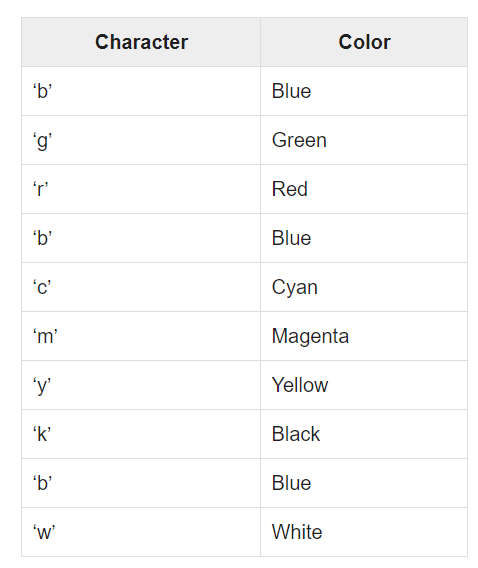 Character Color
‘b’ Blue
‘g’ Green
‘r’ Red
‘b’ Blue
‘c’ Cyan
‘m’ Magenta
‘y’ Yellow
‘k’ Black
‘b’ Blue
‘w’ White